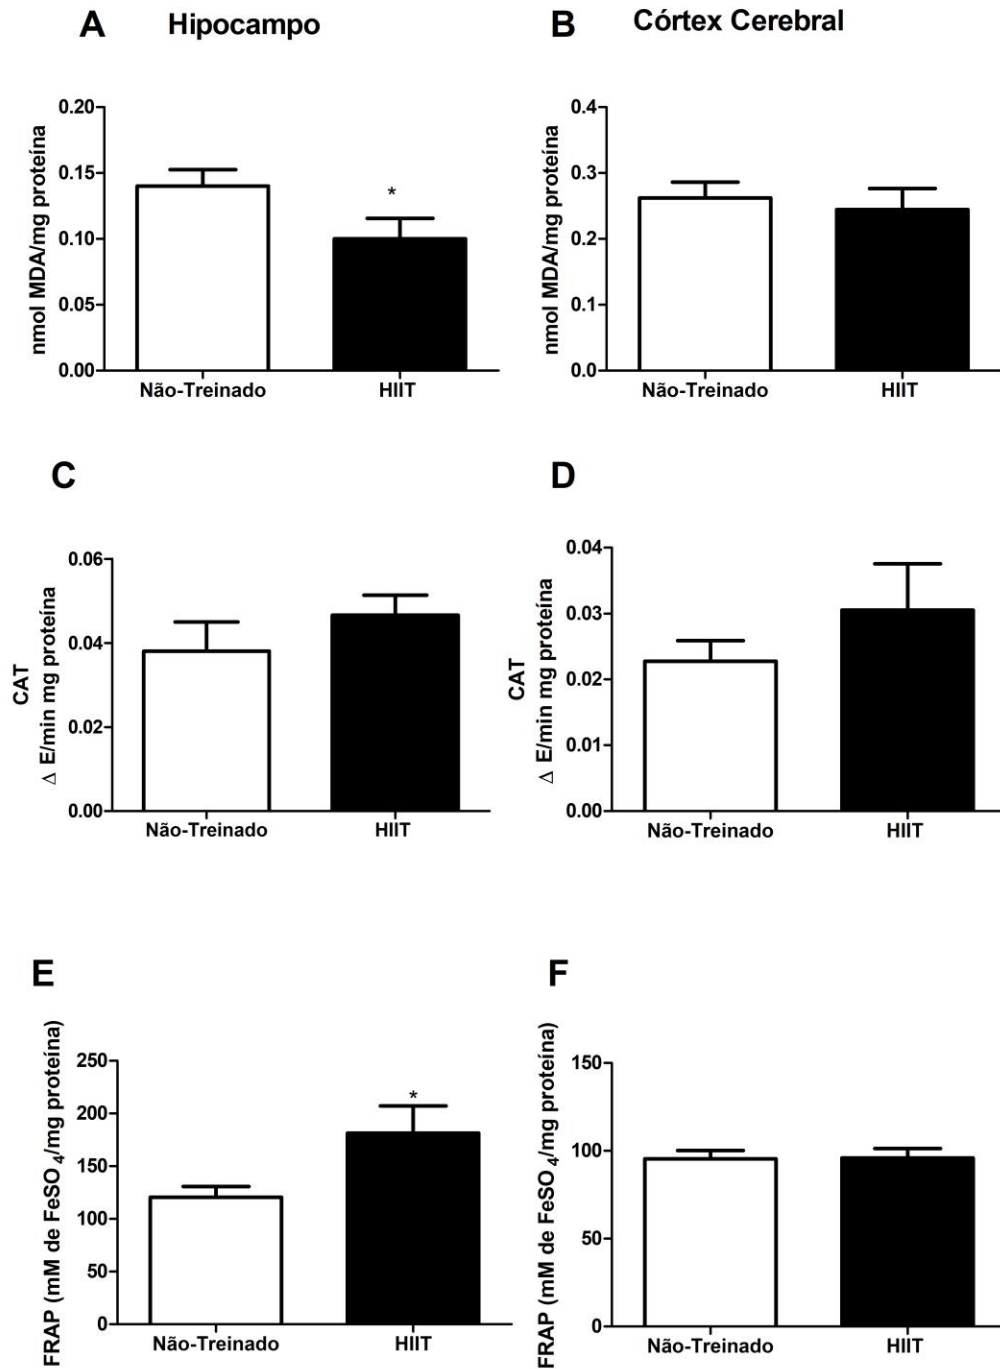 A Hipocampo
B Córtex Cerebral
nmol MDA/mg proteína
0.20
0.15
0.10
0.05
0.00
*
Não-Treinado HIIT
nmol MDA/mg proteína
0.4
0.3
0.2
0.1
0.0
Não-Treinado HIIT
C
CAT
Δ E/min mg proteína
0.06
0.04
0.02
0.00
Não-Treinado HIIT
D
CAT
Δ E/min mg proteína
0.04
0.03
0.02
0.01
0.00
Não-Treinado HIIT
E
FRAP (mM de FeSO4/mg proteína)
250
200
150
100
50
0
*
Não-Treinado HIIT
F
FRAP (mM de FeSO4/mg proteína)
150
100
50
0
Não-Treinado HIIT